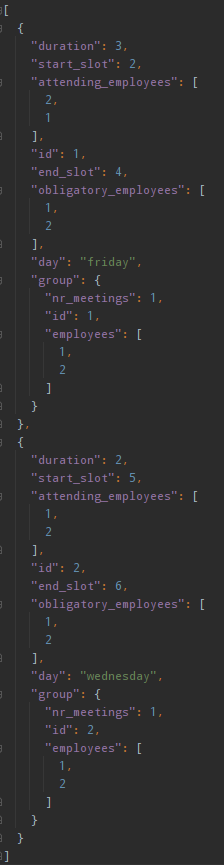 [
  {
    "duration": 3,
    "start_slot": 2,
    "attending_employees": [
      2,
      1
    ],
    "id": 1,
    "end_slot": 4,
    "obligatory_employees": [
      1,
      2
    ],
    "day": "friday",
    "group": {
      "nr_meetings": 1,
      "id": 1,
      "employees": [
        1,
        2
      ]
    }
  },
  {
    "duration": 2,
    "start_slot": 5,
    "attending_employees": [
      1,
      2
    ],
    "id": 2,
    "end_slot": 6,
    "obligatory_employees": [
      1,
      2
    ],
    "day": "wednesday",
    "group": {
      "nr_meetings": 1,
      "id": 2,
      "employees": [
        1,
        2
      ]
    }
  }
]